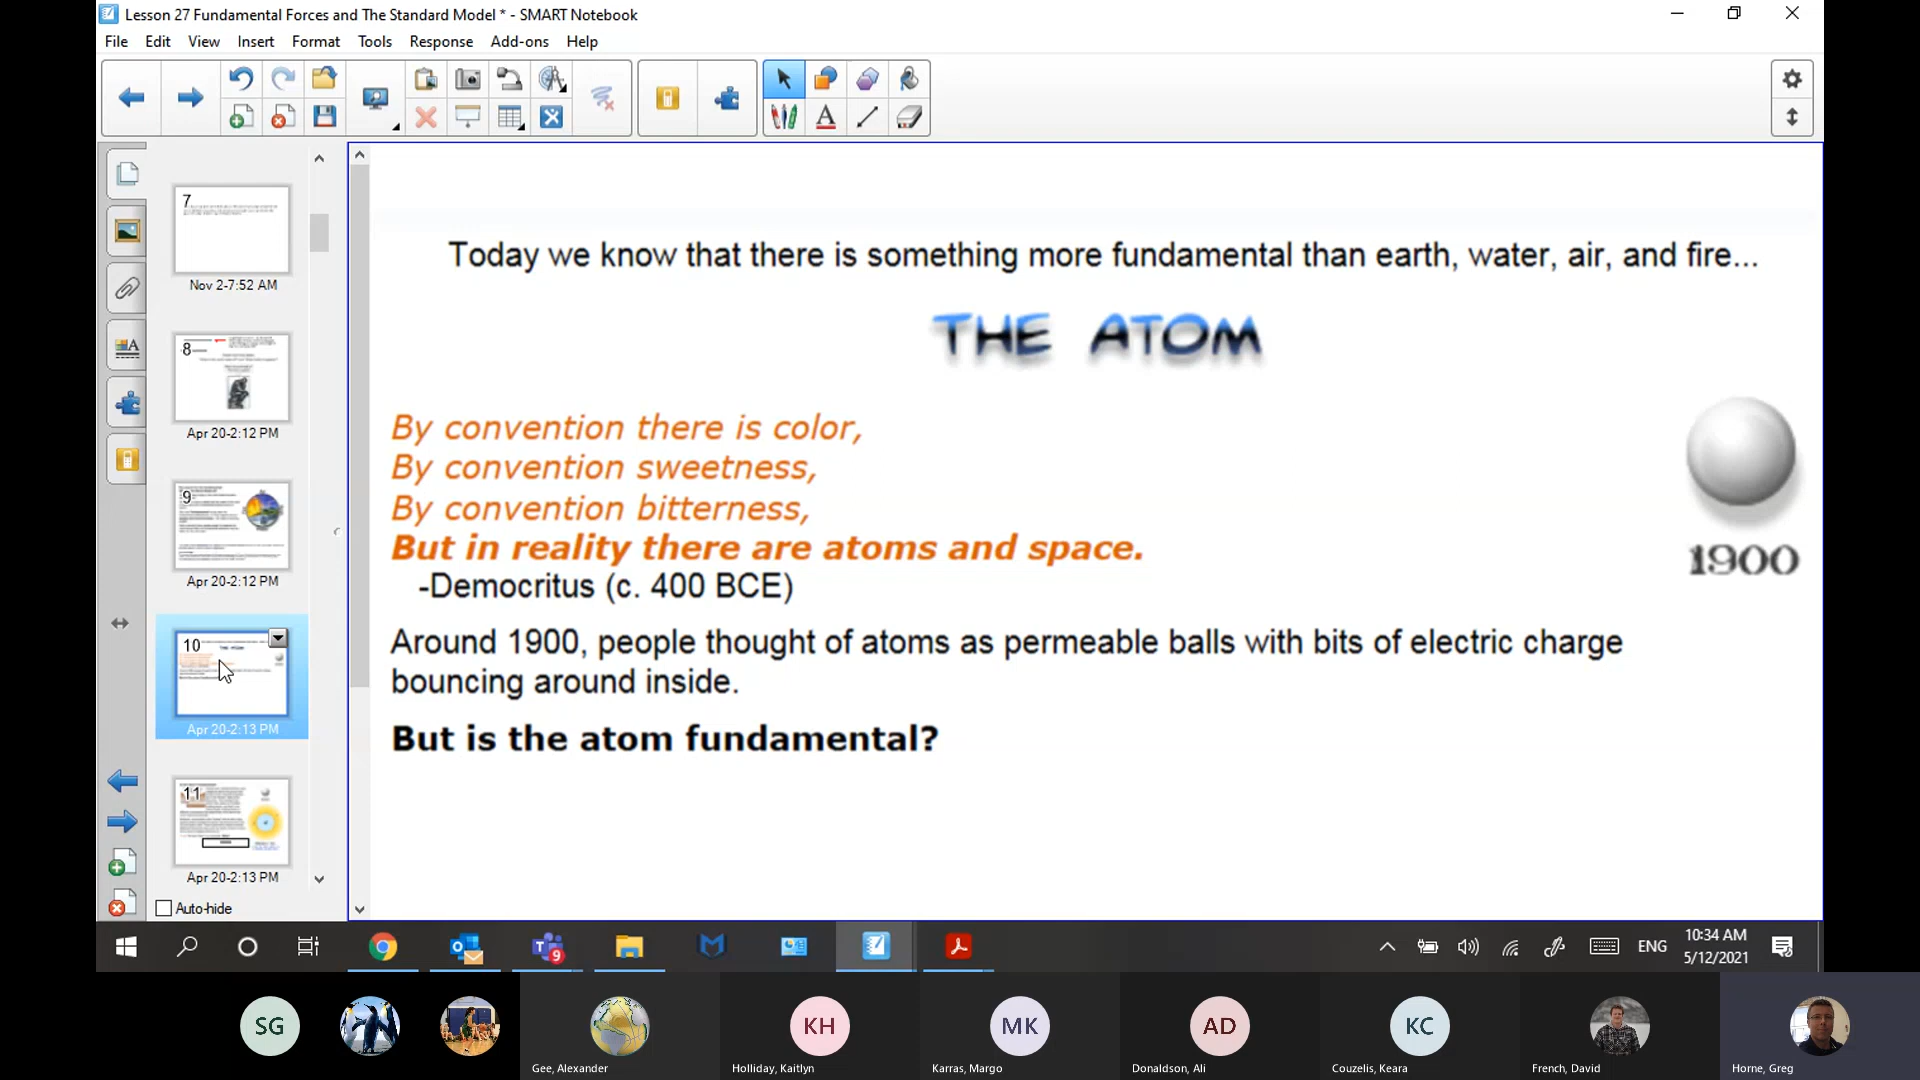 Lesson 27 Fundamental Forces and The Standard Model * - SMART Notebook
File Edit View Insert Format Tools Response Add-ons Help
7
Nov 2-7:52 AM
8
Apr 20-2:12 PM
9
Apr 20-2:12 PM
10
Apr 20-2:13 PM
11
Apr 20-2:13 PM
Auto-hide
Today we know that there is something more fundamental than earth, water, air, and fire...
THE ATOM
By convention there is color,
By convention sweetness,
By convention bitterness,
But in reality there are atoms and space.
-Democritus (c. 400 BCE)
1900
Around 1900, people thought of atoms as permeable balls with bits of electric charge
bouncing around inside.
But is the atom fundamental?
9
ENG
10:34 AM
5/12/2021
SG
KH
MK
AD
KC
Gee, Alexander
Holliday, Kaitlyn
Karras, Margo
Donaldson, Ali
Couzelis, Keara
French, David
Horne, Greg